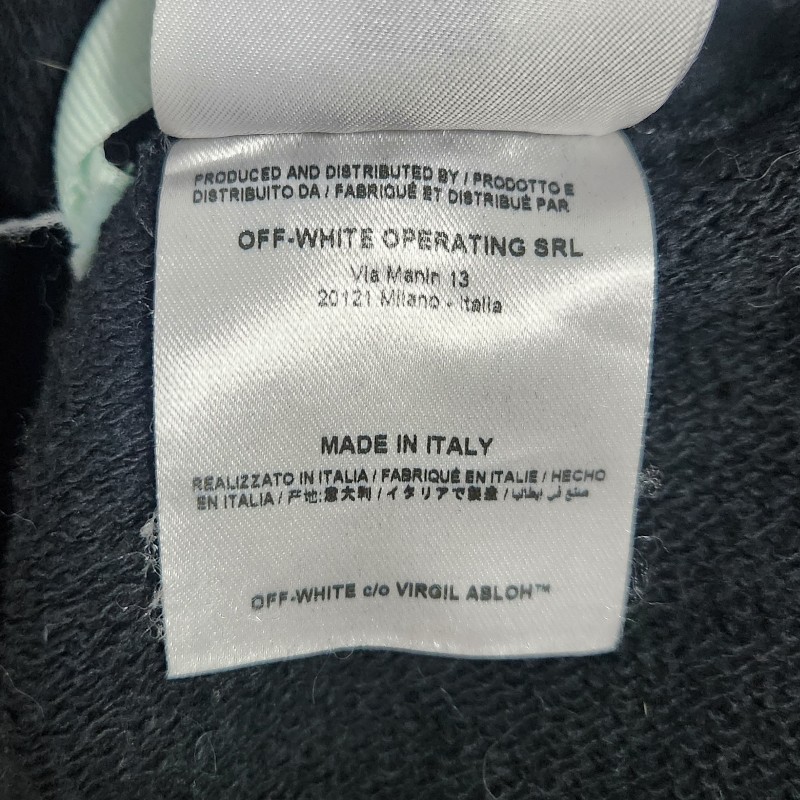 PRODUCED AND DISTRIBUTED BY / PRODOTTO E
DISTRIBUITO DA / FABRIQUÉ ET DISTRIBUÉ PAR
OFF-WHITE OPERATING SRL
Via Manin 13
20121 Milano - Italia
MADE IN ITALY
REALIZZATO IN ITALIA / FABRIQUÉ EN ITALIE / HECHO
EN ITALIA / 产地:意大利 / イタリアで製造 / صنع في ايطاليا
OFF-WHITE c/o VIRGIL ABLOH™